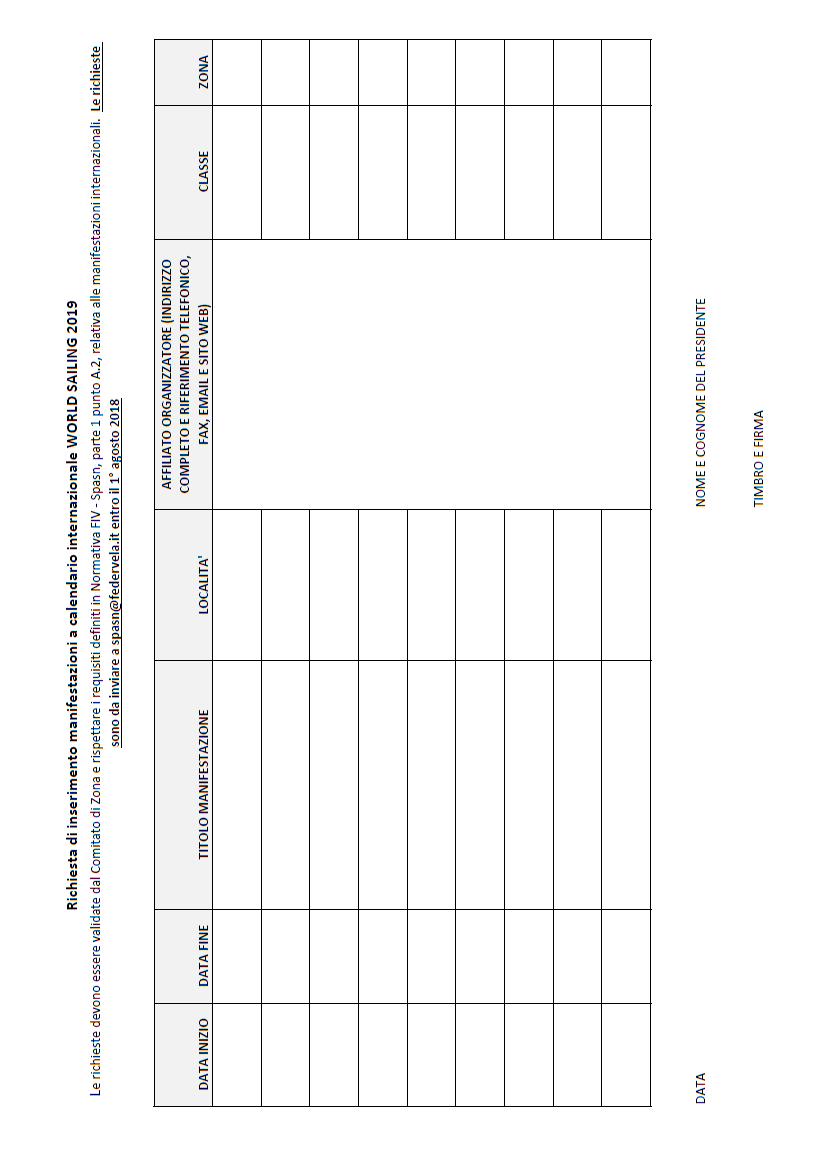 Richiesta di inserimento manifestazioni a calendario internazionale WORLD SAILING 2019
Le richieste devono essere validate dal Comitato di Zona e rispettare i requisiti definiti in Normativa FIV - Spasn, parte 1 punto A.2, relativa alle manifestazioni internazionali. Le richieste
sono da inviare a spasn@federvela.it entro il 1° agosto 2018
DATA INIZIO
DATA FINE
TITOLO MANIFESTAZIONE
LOCALITA'
AFFILIATO ORGANIZZATORE (INDIRIZZO
COMPLETO E RIFERIMENTO TELEFONICO,
FAX, EMAIL E SITO WEB)
CLASSE
ZONA
DATA
NOME E COGNOME DEL PRESIDENTE
TIMBRO E FIRMA